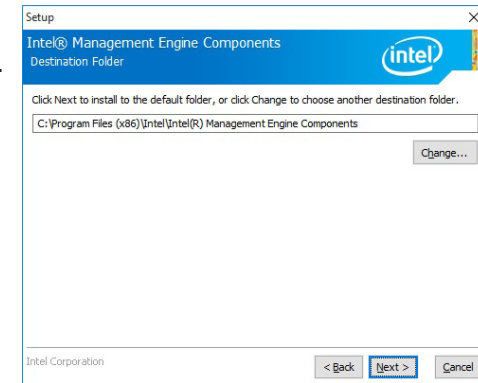 Setup
Intel® Management Engine Components
Destination Folder
intel
Click Next to install to the default folder, or click Change to choose another destination folder.
C:\Program Files (x86)\Intel\Intel(R) Management Engine Components
Change...
Intel Corporation
< Back Next > Cancel